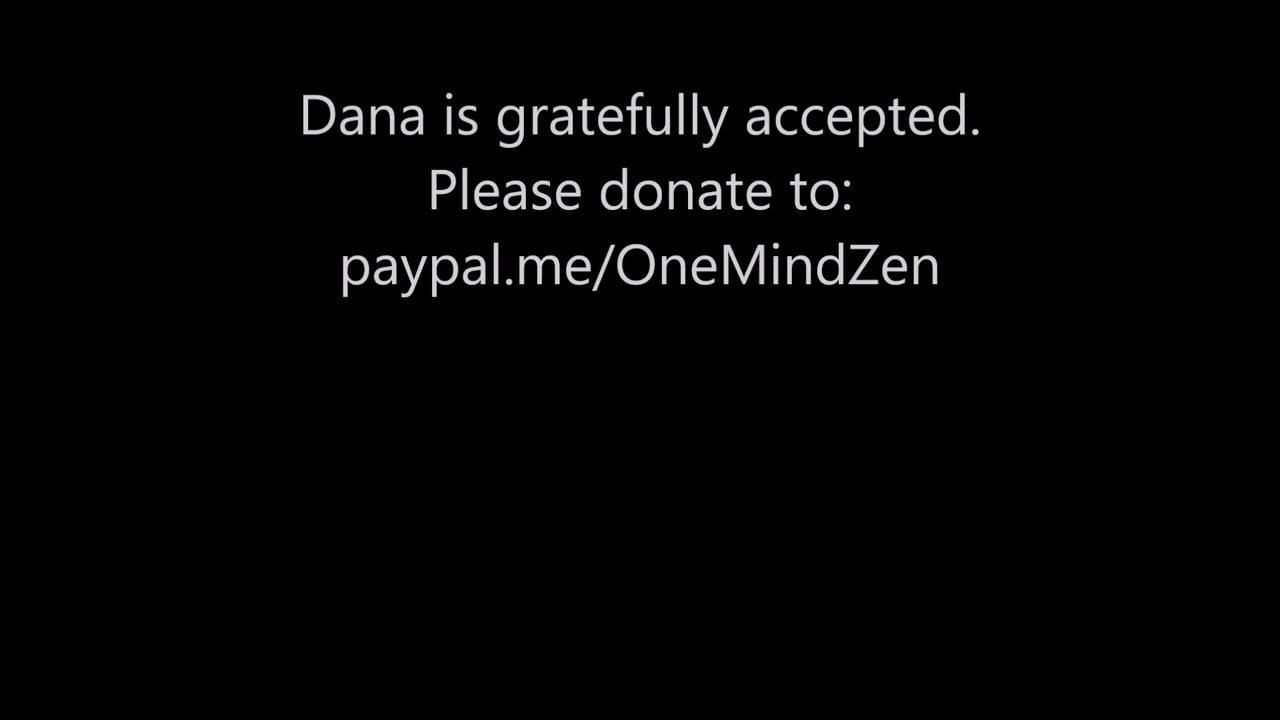 Dana is gratefully accepted.
Please donate to:
paypal.me/OneMindZen